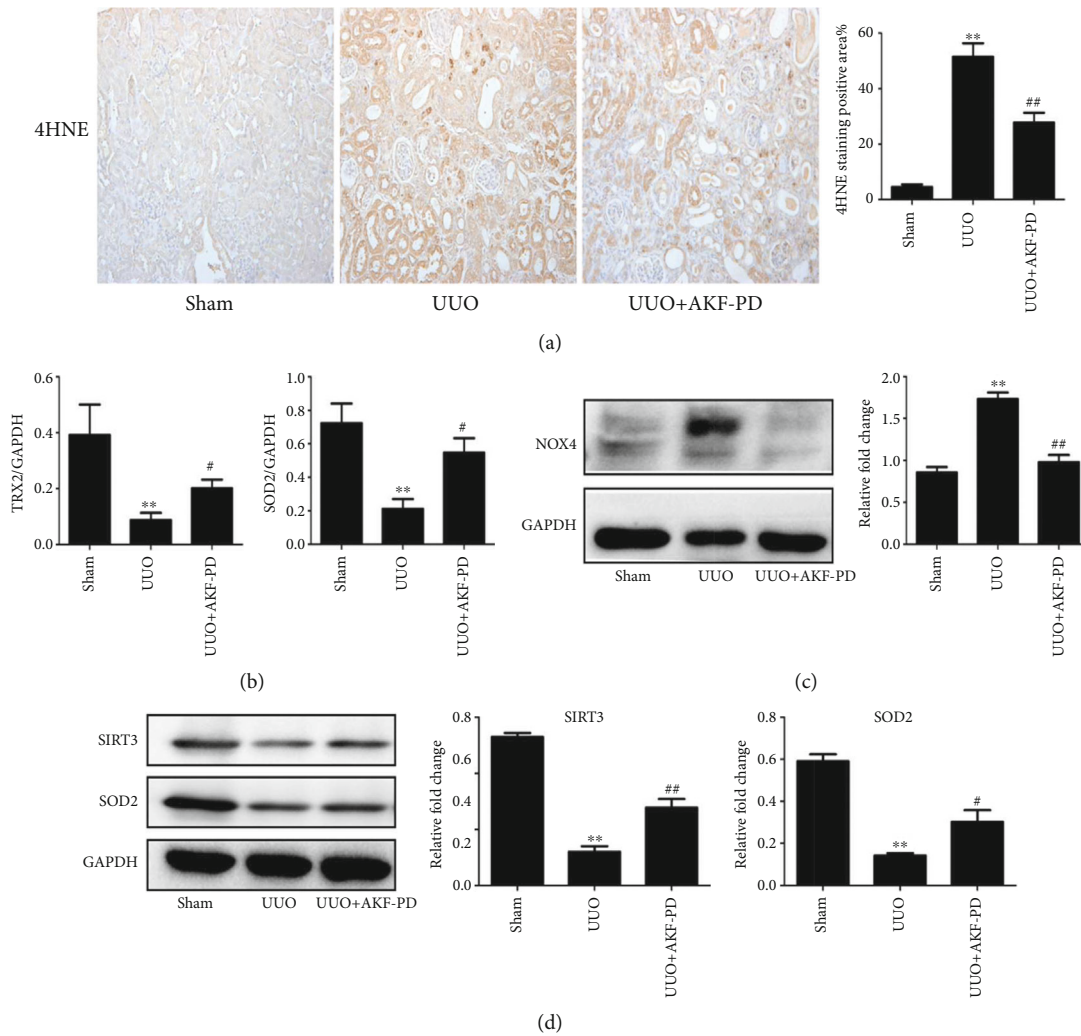 4HNE
Sham
UUO
UUO+AKF-PD
4HNE staining positive area%
60
40
20
0
**
##
Sham
UUO
UUO+AKF-PD
(a)
TRX2/GAPDH
0.6
0.4
0.2
0.0
**
#
Sham
UUO
UUO+AKF-PD
SOD2/GAPDH
1.0
0.8
0.6
0.4
0.2
0.0
**
#
Sham
UUO
UUO+AKF-PD
(b)
NOX4
GAPDH
Sham
UUO
UUO+AKF-PD
Relative fold change
2.0
1.5
1.0
0.5
0.0
**
##
Sham
UUO
UUO+AKF-PD
(c)
SIRT3
SOD2
GAPDH
Sham
UUO
UUO+AKF-PD
SIRT3
Relative fold change
0.8
0.6
0.4
0.2
0.0
**
##
Sham
UUO
UUO+AKF-PD
SOD2
Relative fold change
0.8
0.6
0.4
0.2
0.0
**
#
Sham
UUO
UUO+AKF-PD
(d)